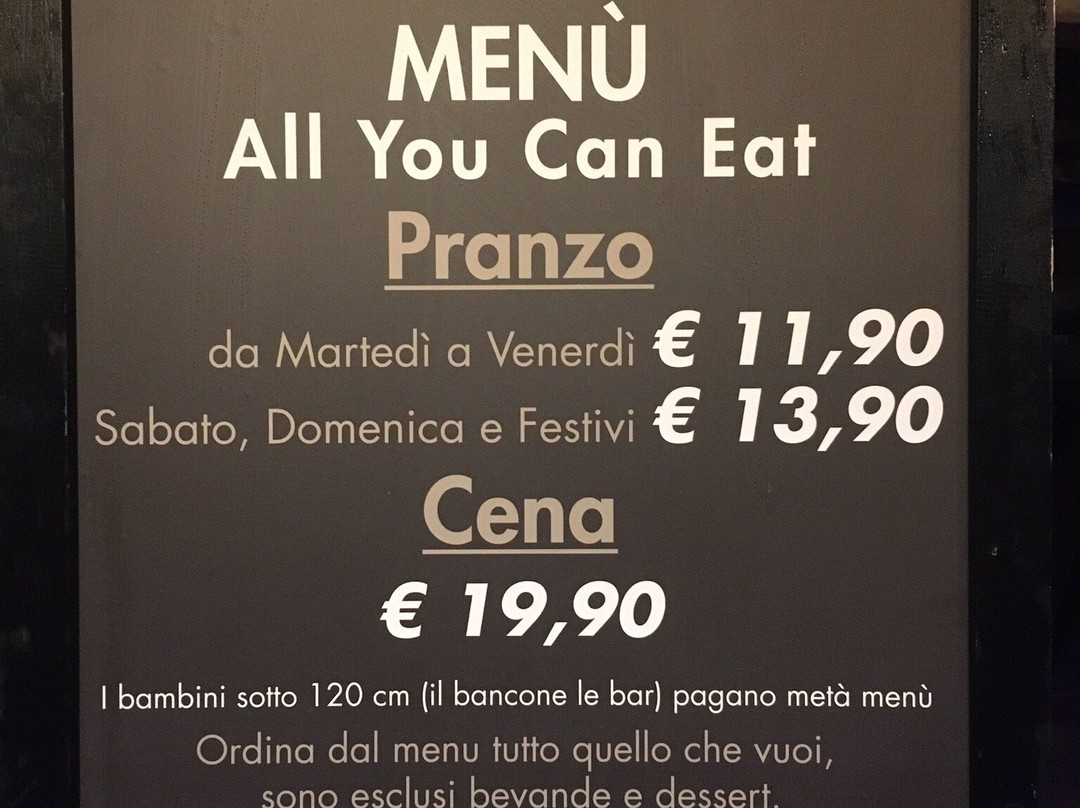 MENÙ
All You Can Eat
Pranzo
da Martedì a Venerdì € 11,90
Sabato, Domenica e Festivi € 13,90
Cena
€ 19,90
I bambini sotto 120 cm (il bancone le bar) pagano metà menù
Ordina dal menu tutto quello che vuoi,
sono esclusi bevande e dessert.